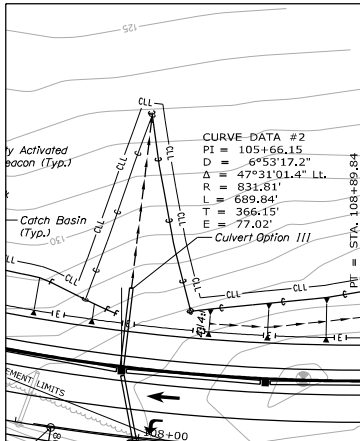 125
CLL
CLL
CLL
CLL
CLL
CLL
CLL
CURVE DATA #2
PI = 105+66.15
D = 6°53'17.2"
Δ = 47°31'01.4" Lt.
R = 831.81'
L = 689.84'
T = 366.15'
E = 77.02'
Activated
eacon (Typ.)
Catch Basin
(Typ.)
130
Culvert Option III
PT = STA. 108+89.84
E
E
E
E
EMENT LIMITS
108+00